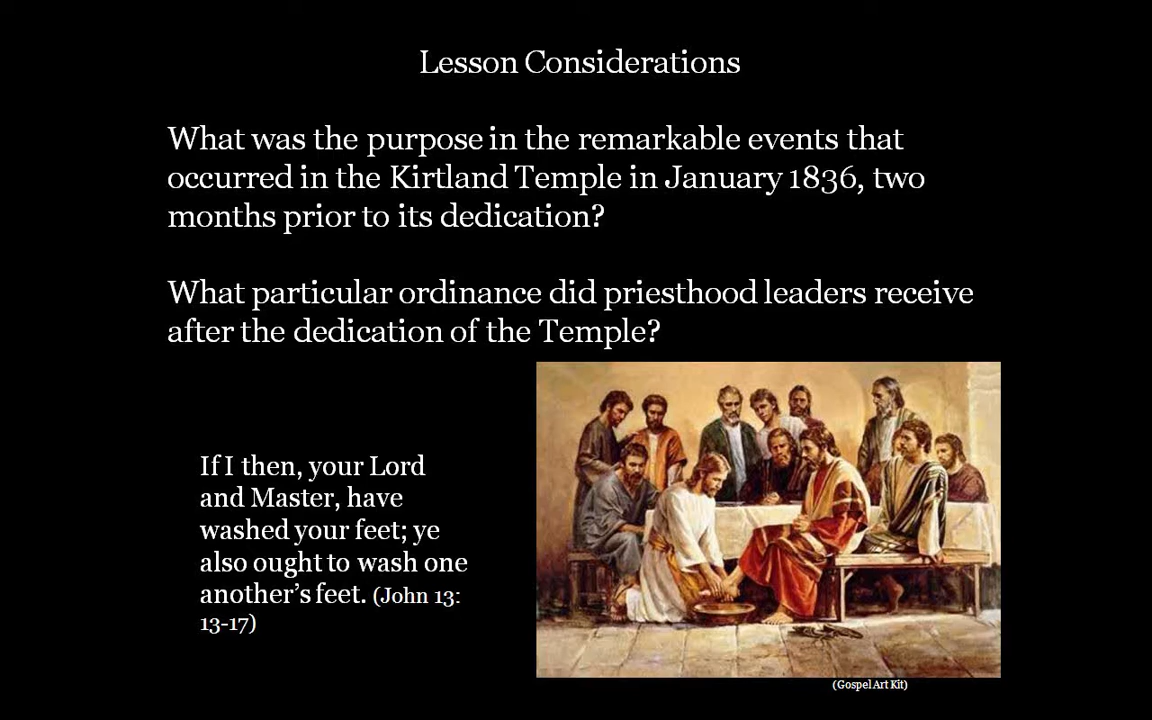 Lesson Considerations
What was the purpose in the remarkable events that
occurred in the Kirtland Temple in January 1836, two
months prior to its dedication?
What particular ordinance did priesthood leaders receive
after the dedication of the Temple?
If I then, your Lord
and Master, have
washed your feet; ye
also ought to wash one
another's feet. (John 13:
13-17)
(Gospel Art Kit)